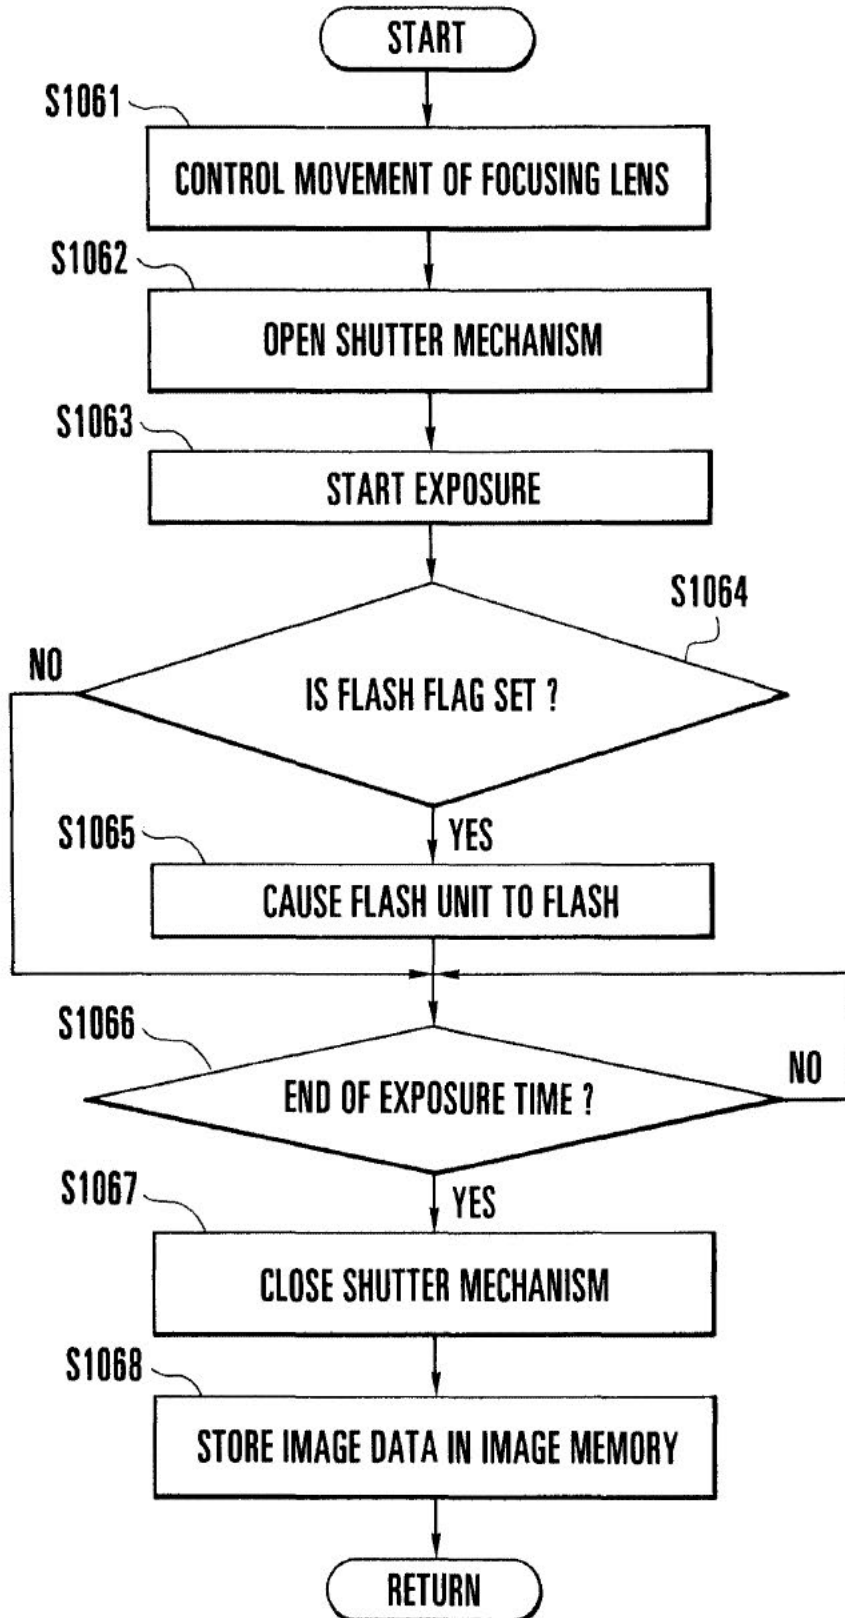 START
S1061
CONTROL MOVEMENT OF FOCUSING LENS
S1062
OPEN SHUTTER MECHANISM
S1063
START EXPOSURE
S1064
NO
IS FLASH FLAG SET ?
YES
S1065
CAUSE FLASH UNIT TO FLASH
S1066
END OF EXPOSURE TIME ?
NO
YES
S1067
CLOSE SHUTTER MECHANISM
S1068
STORE IMAGE DATA IN IMAGE MEMORY
RETURN